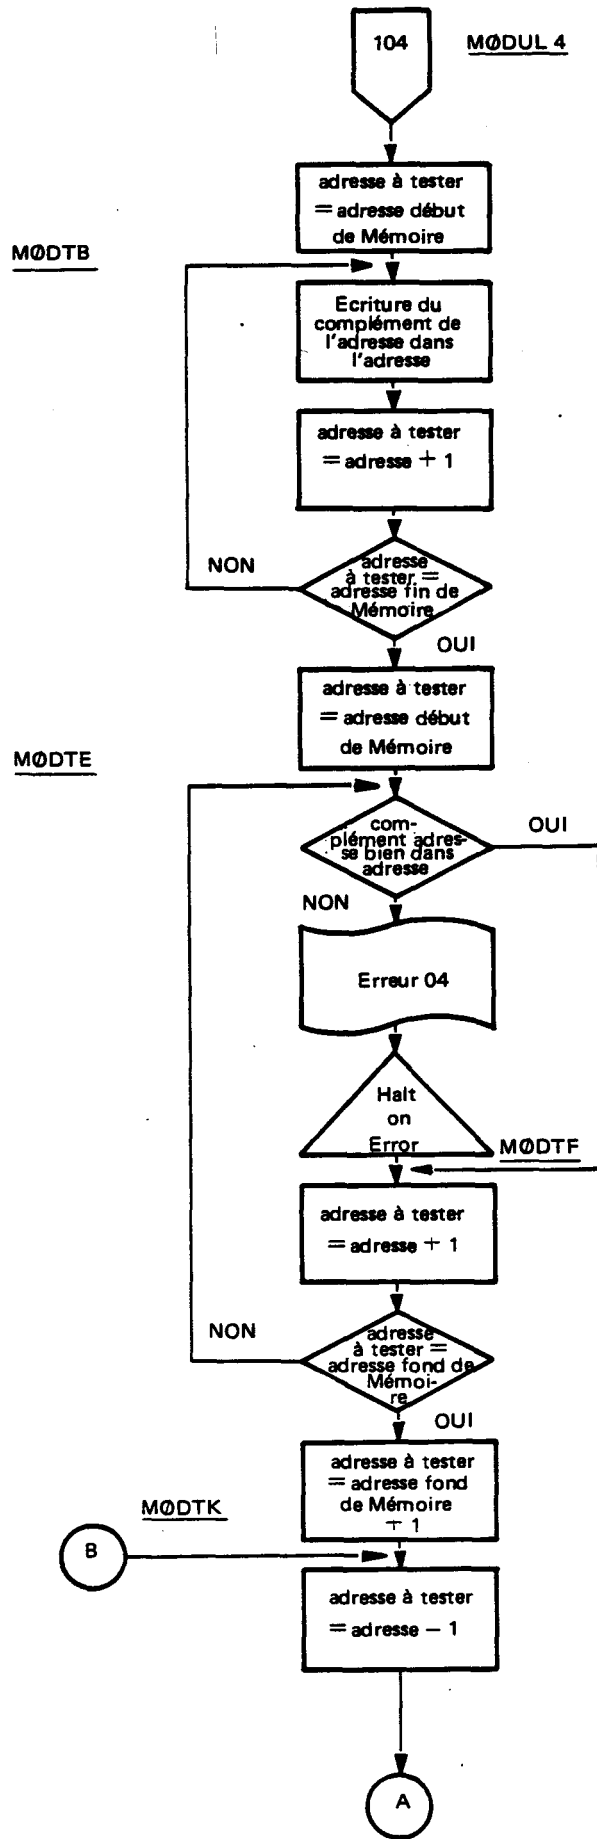 104
MØDUL 4
adresse à tester
= adresse début
de Mémoire
MØDTB
Ecriture du
complément de
l'adresse dans
l'adresse
adresse à tester
= adresse + 1
NON
adresse
à tester =
adresse fin de
Mémoire
OUI
adresse à tester
= adresse début
de Mémoire
MØDTE
com-
plément adres-
se bien dans
adresse
OUI
NON
Erreur 04
Halt
on
Error
MØDTF
adresse à tester
= adresse + 1
NON
adresse
à tester =
adresse fond de
Mémoi-
re
OUI
adresse à tester
= adresse fond
de Mémoire
+ 1
MØDTK
B
adresse à tester
= adresse − 1
A